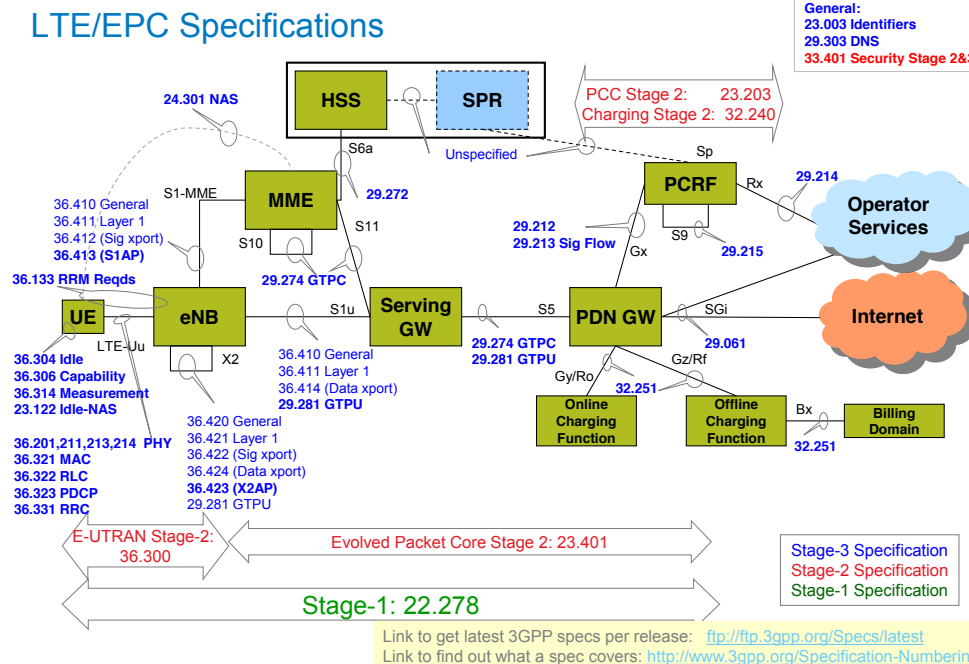 LTE/EPC Specifications
General:
23.003 Identifiers
29.303 DNS
33.401 Security Stage 2&3
24.301 NAS
HSS
SPR
PCC Stage 2: 23.203
Charging Stage 2: 32.240
S6a
Unspecified
Sp
S1-MME
MME
29.272
PCRF
Rx
29.214
36.410 General
36.411 Layer 1
36.412 (Sig xport)
36.413 (S1AP)
S10
S11
29.212
29.213 Sig Flow
Gx
S9
29.215
Operator
Services
29.274 GTPC
36.133 RRM Reqds
UE
eNB
S1u
Serving
GW
S5
PDN GW
SGi
Internet
LTE-Uu
X2
29.274 GTPC
29.281 GTPU
29.061
36.304 Idle
36.306 Capability
36.314 Measurement
23.122 Idle-NAS
36.410 General
36.411 Layer 1
36.414 (Data xport)
29.281 GTPU
Gy/Ro
32.251
Gz/Rf
Online
Charging
Function
Offline
Charging
Function
Bx
Billing
Domain
32.251
36.201,211,213,214 PHY
36.321 MAC
36.322 RLC
36.323 PDCP
36.331 RRC
36.420 General
36.421 Layer 1
36.422 (Sig xport)
36.424 (Data xport)
36.423 (X2AP)
29.281 GTPU
E-UTRAN Stage-2:
36.300
Evolved Packet Core Stage 2: 23.401
Stage-3 Specification
Stage-2 Specification
Stage-1 Specification
Stage-1: 22.278
Link to get latest 3GPP specs per release: ftp://ftp.3gpp.org/Specs/latest
Link to find out what a spec covers: http://www.3gpp.org/Specification-Numberin